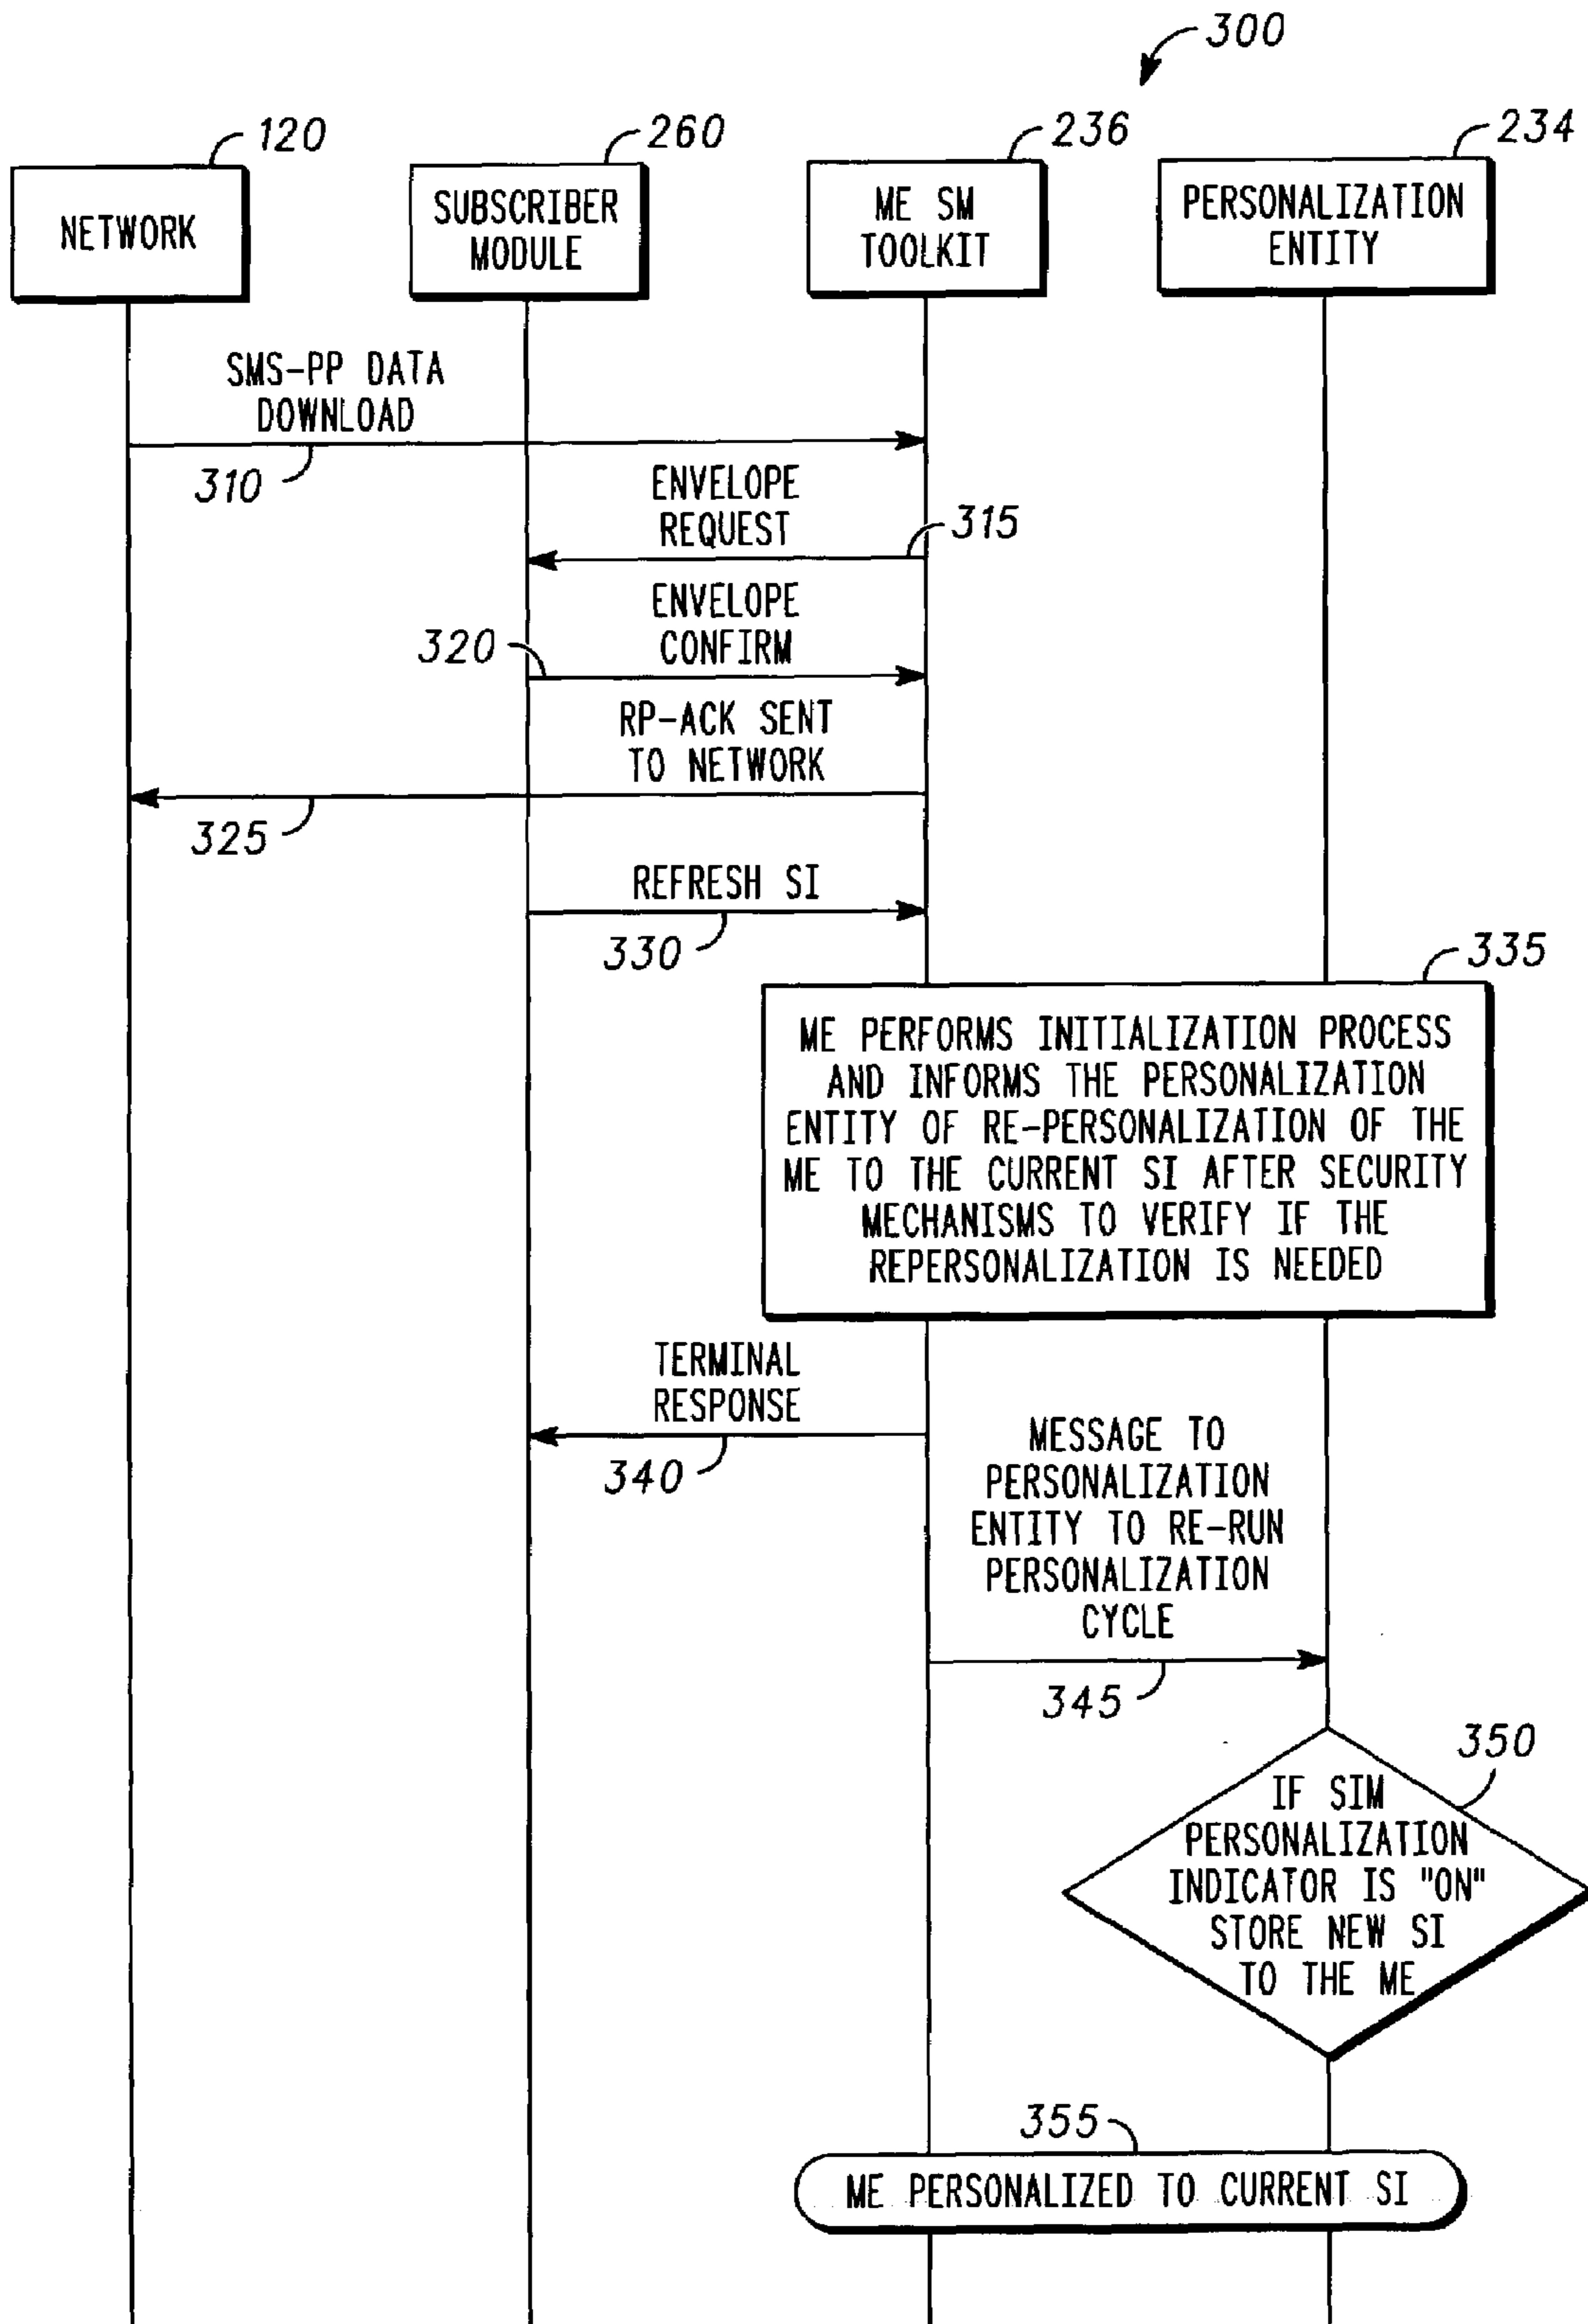 300
120
260
236
234
NETWORK
SUBSCRIBER
MODULE
ME SM
TOOLKIT
PERSONALIZATION
ENTITY
SMS-PP DATA
DOWNLOAD
310
ENVELOPE
REQUEST
315
ENVELOPE
CONFIRM
320
RP-ACK SENT
TO NETWORK
325
REFRESH SI
330
335
ME PERFORMS INITIALIZATION PROCESS
AND INFORMS THE PERSONALIZATION
ENTITY OF RE-PERSONALIZATION OF THE
ME TO THE CURRENT SI AFTER SECURITY
MECHANISMS TO VERIFY IF THE
REPERSONALIZATION IS NEEDED
TERMINAL
RESPONSE
340
MESSAGE TO
PERSONALIZATION
ENTITY TO RE-RUN
PERSONALIZATION
CYCLE
345
350
IF SIM
PERSONALIZATION
INDICATOR IS "ON"
STORE NEW SI
TO THE ME
355
ME PERSONALIZED TO CURRENT SI